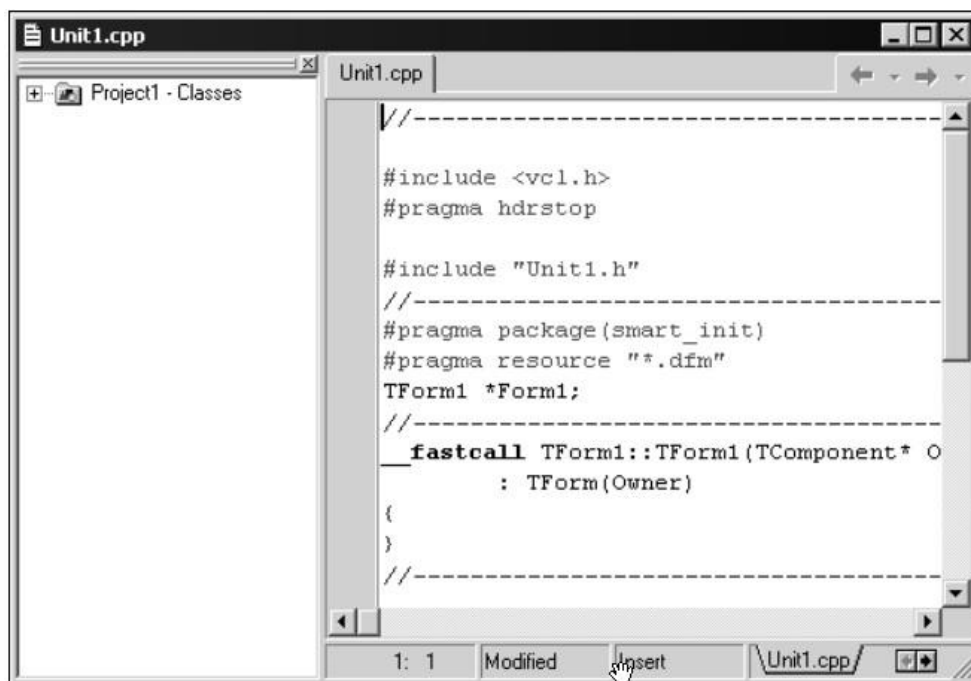 Unit1.cpp
Project1 - Classes
Unit1.cpp
//-------------------------------------
#include <vcl.h>
#pragma hdrstop
#include "Unit1.h"
//-------------------------------------
#pragma package(smart_init)
#pragma resource "*.dfm"
TForm1 *Form1;
//-------------------------------------
__fastcall TForm1::TForm1(TComponent* O
: TForm(Owner)
{
}
//-------------------------------------
1: 1 Modified Insert \Unit1.cpp/